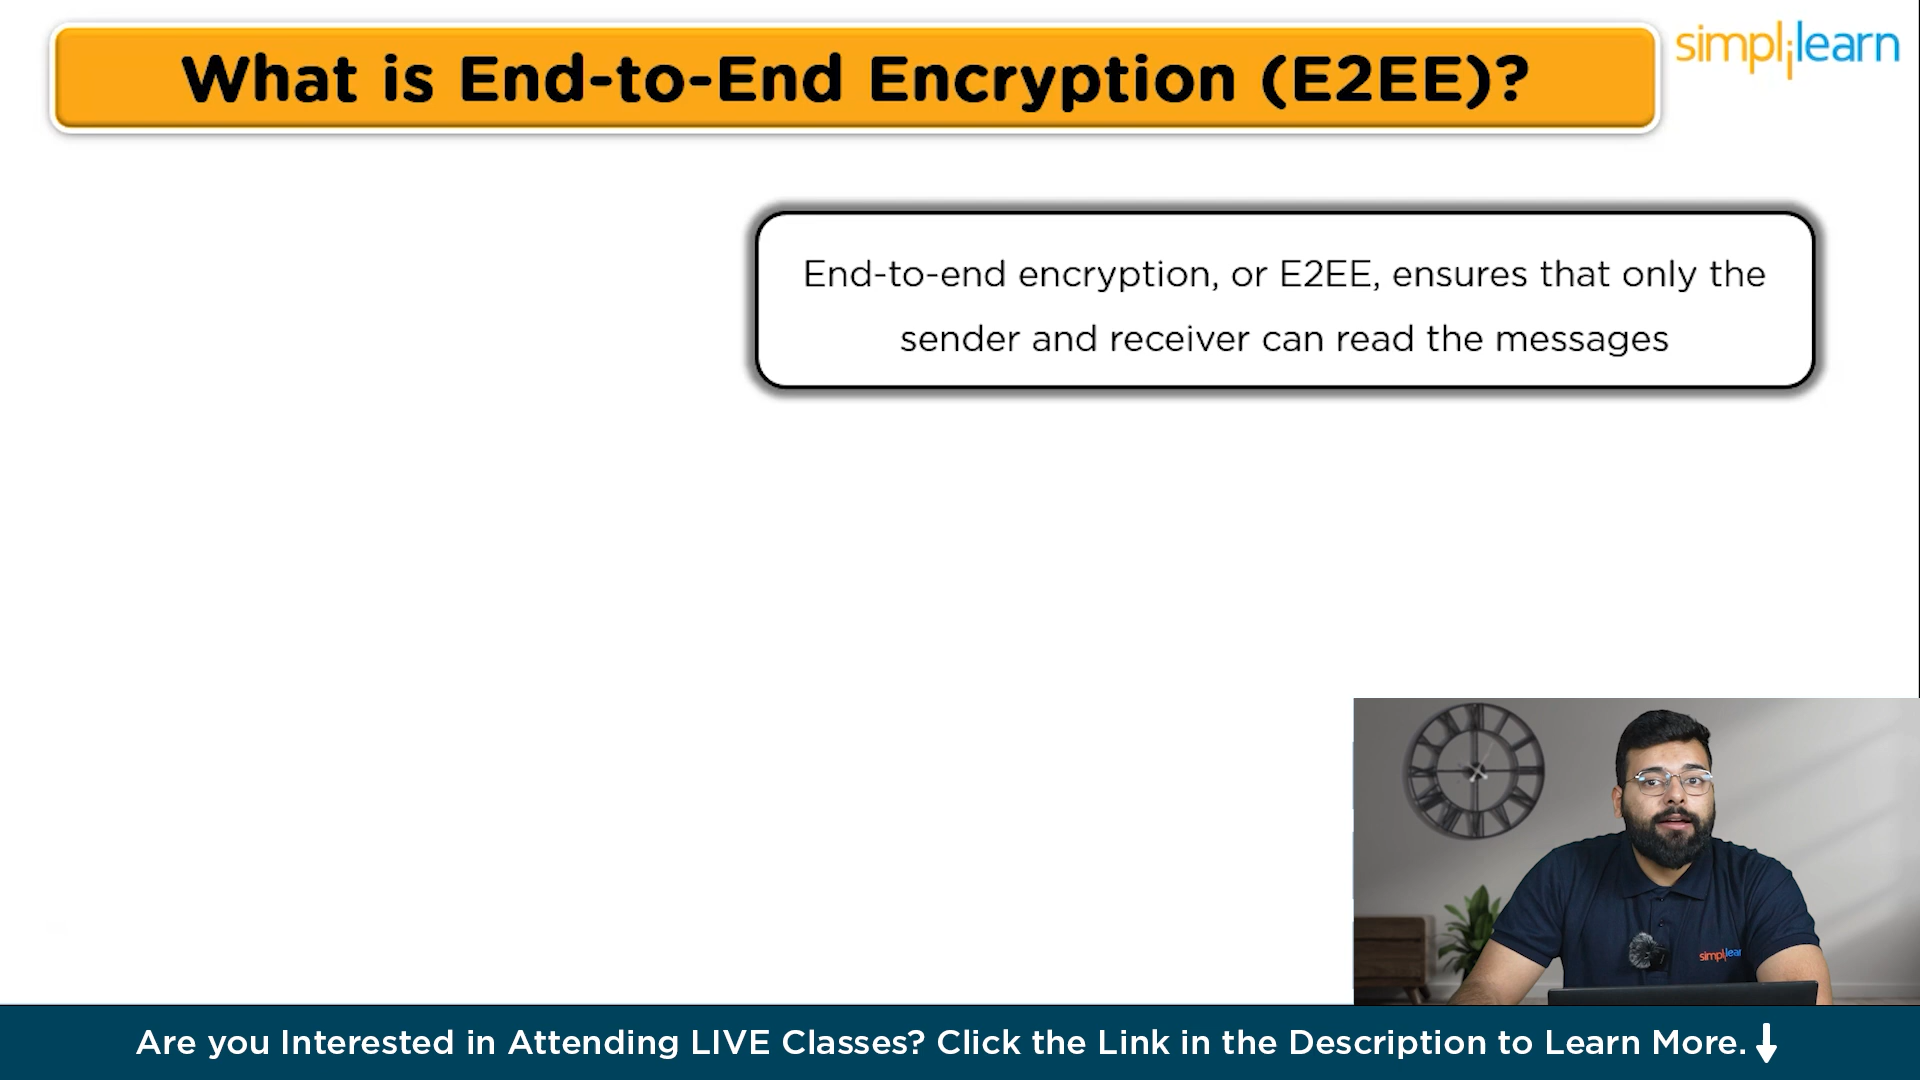 What is End-to-End Encryption (E2EE)?
simplilearn
End-to-end encryption, or E2EE, ensures that only the
sender and receiver can read the messages
simplilear
Are you Interested in Attending LIVE Classes? Click the Link in the Description to Learn More.